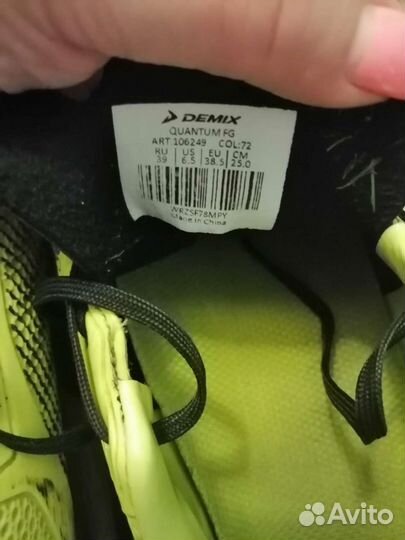 DEMIX
QUANTUM FG
ART.106249 COL:72
RU US EU CM
39 6.5 38.5 25.0
WRZSF78MPY
Made in China
Avito